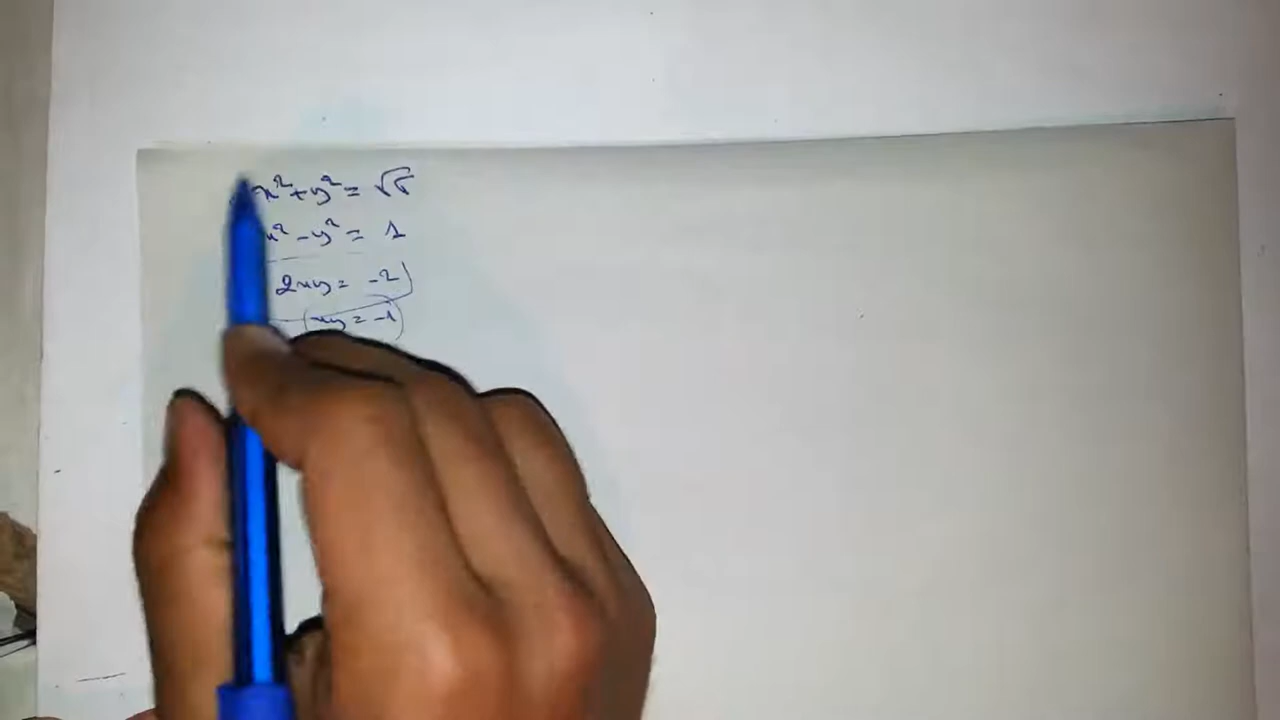 x² + y² = √5
x² - y² = 1
2xy = -2
xy = -1